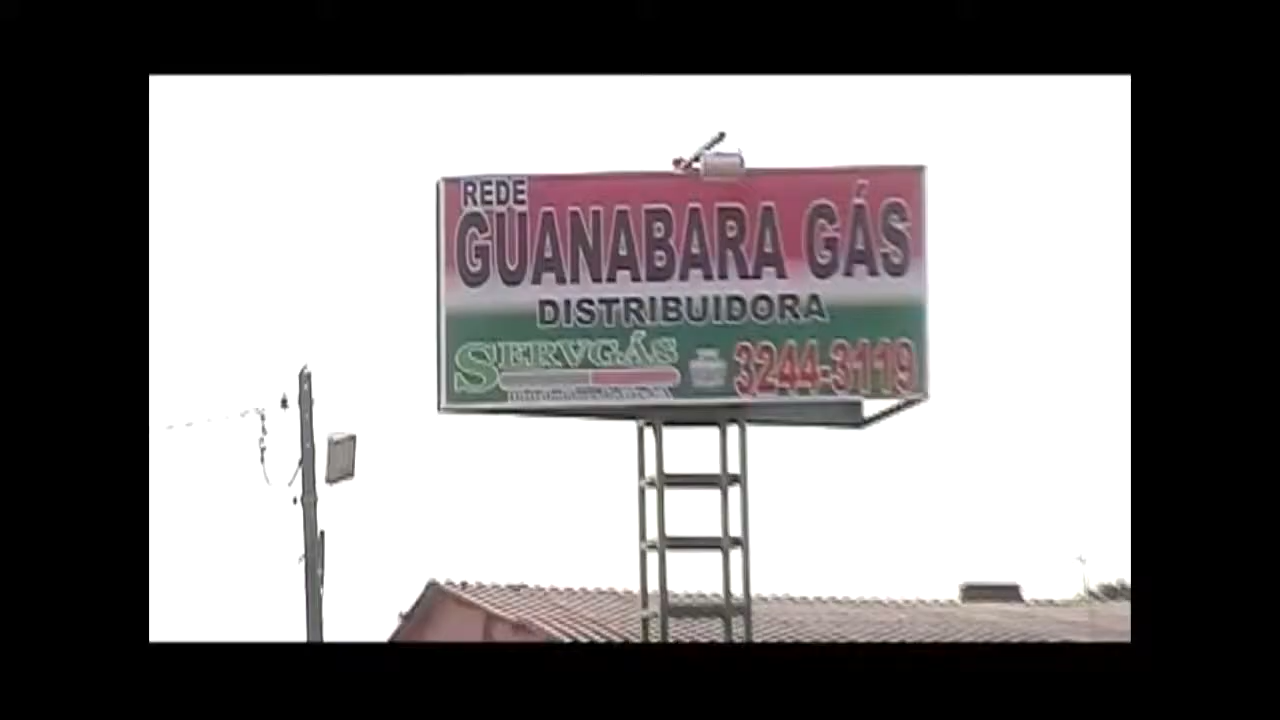 REDE
GUANABARA GÁS
DISTRIBUIDORA
SERVGÁS
3244-3119